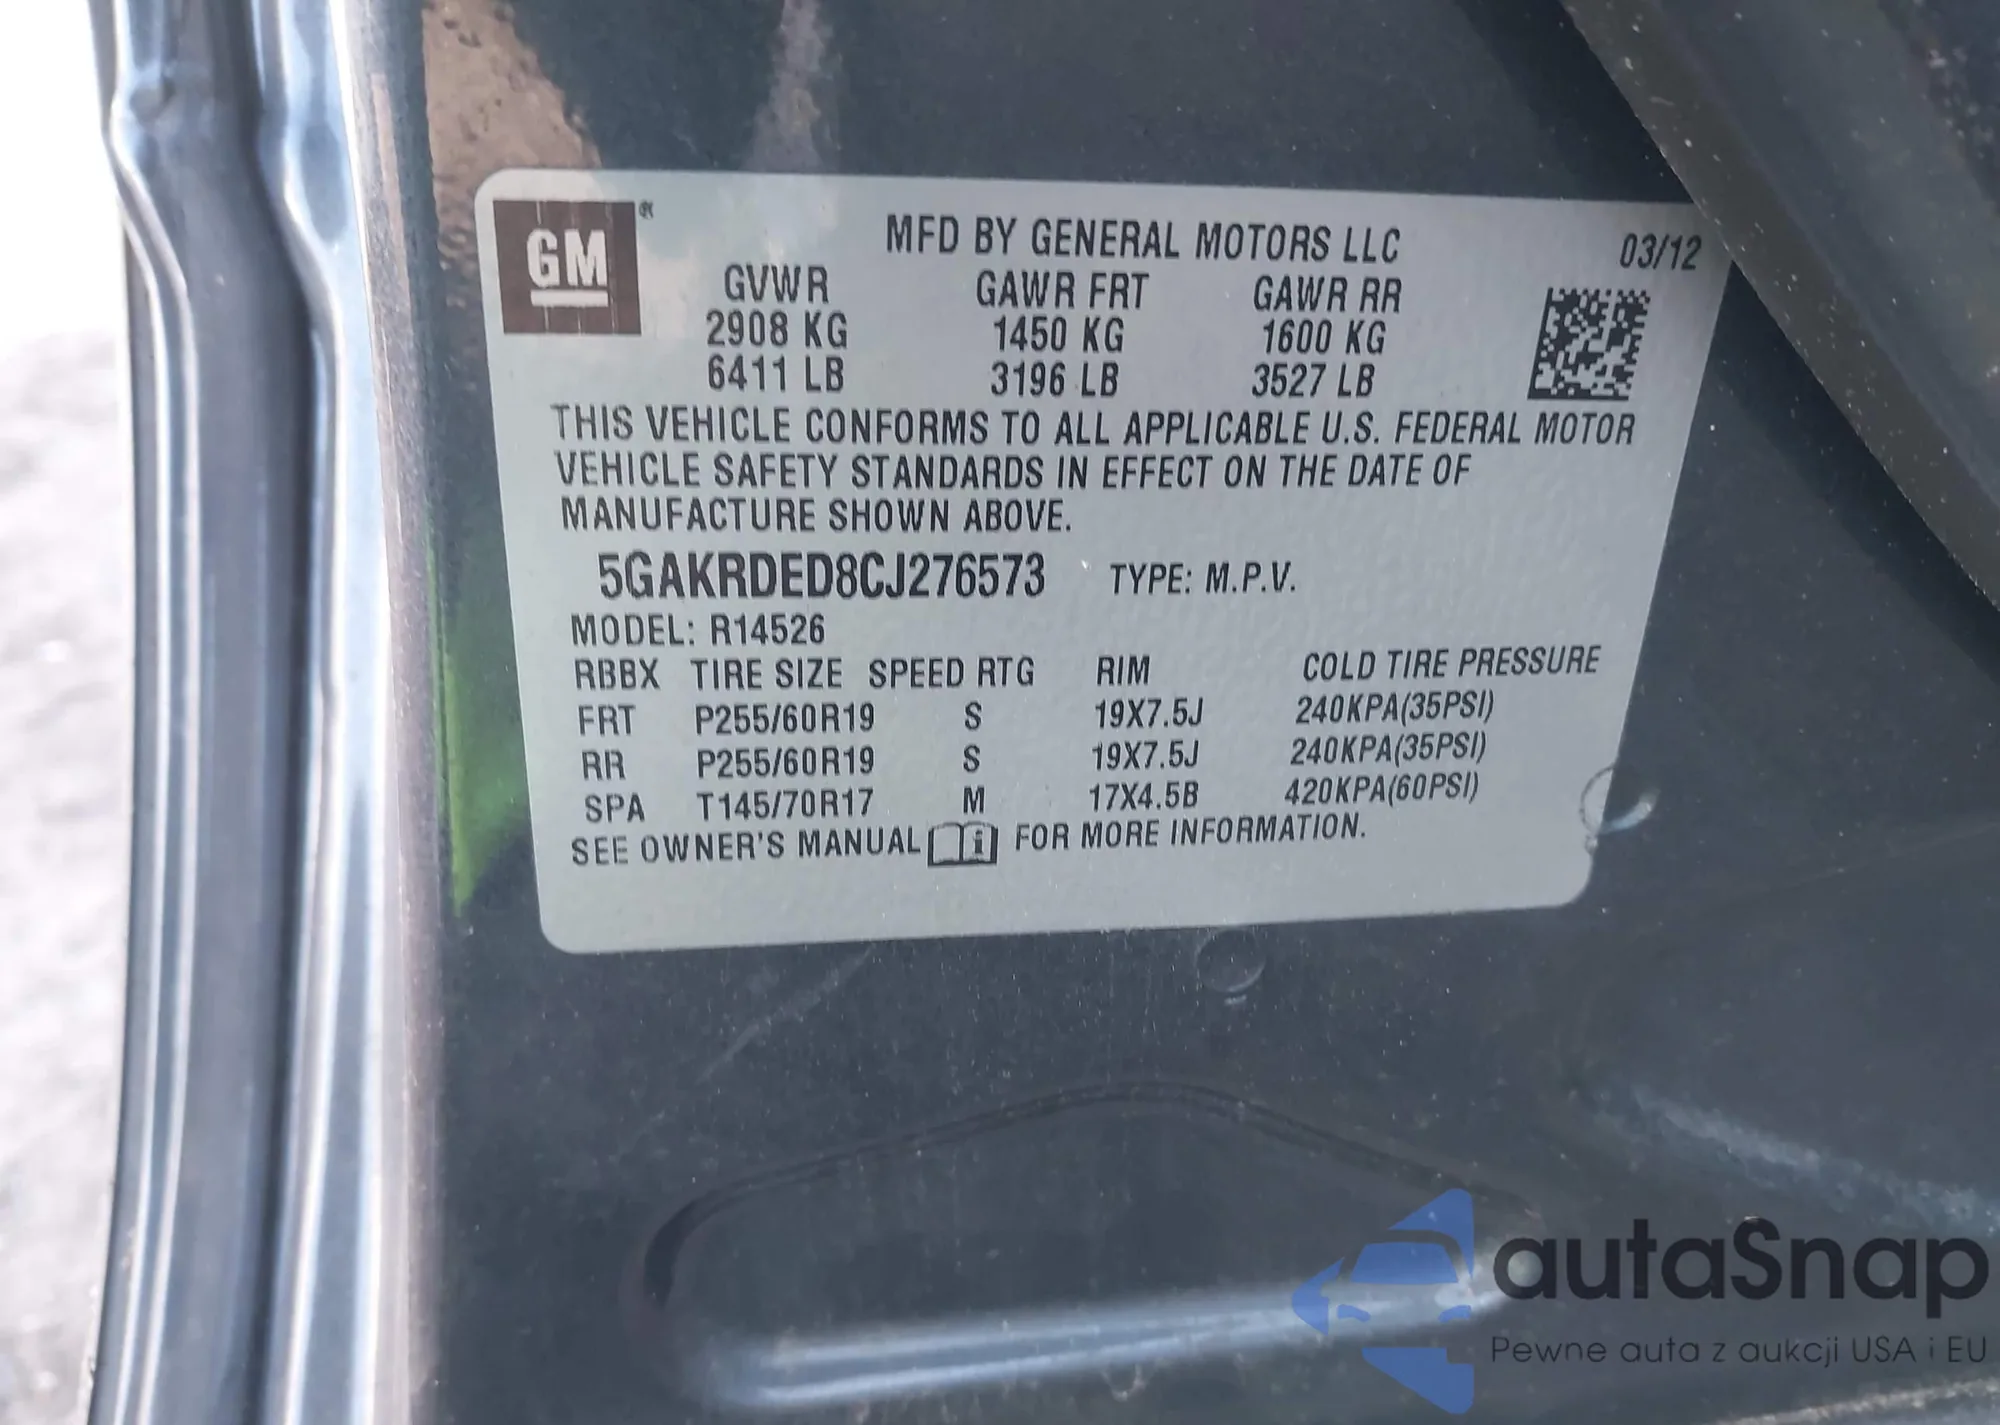 GM ®
MFD BY GENERAL MOTORS LLC 03/12
GVWR GAWR FRT GAWR RR
2908 KG 1450 KG 1600 KG
6411 LB 3196 LB 3527 LB
THIS VEHICLE CONFORMS TO ALL APPLICABLE U.S. FEDERAL MOTOR
VEHICLE SAFETY STANDARDS IN EFFECT ON THE DATE OF
MANUFACTURE SHOWN ABOVE.
5GAKRDED8CJ276573 TYPE: M.P.V.
MODEL: R14526
RBBX TIRE SIZE SPEED RTG RIM COLD TIRE PRESSURE
FRT P255/60R19 S 19X7.5J 240KPA(35PSI)
RR P255/60R19 S 19X7.5J 240KPA(35PSI)
SPA T145/70R17 M 17X4.5B 420KPA(60PSI)
SEE OWNER'S MANUAL i FOR MORE INFORMATION.
autaSnap
Pewne auta z aukcji USA i EU